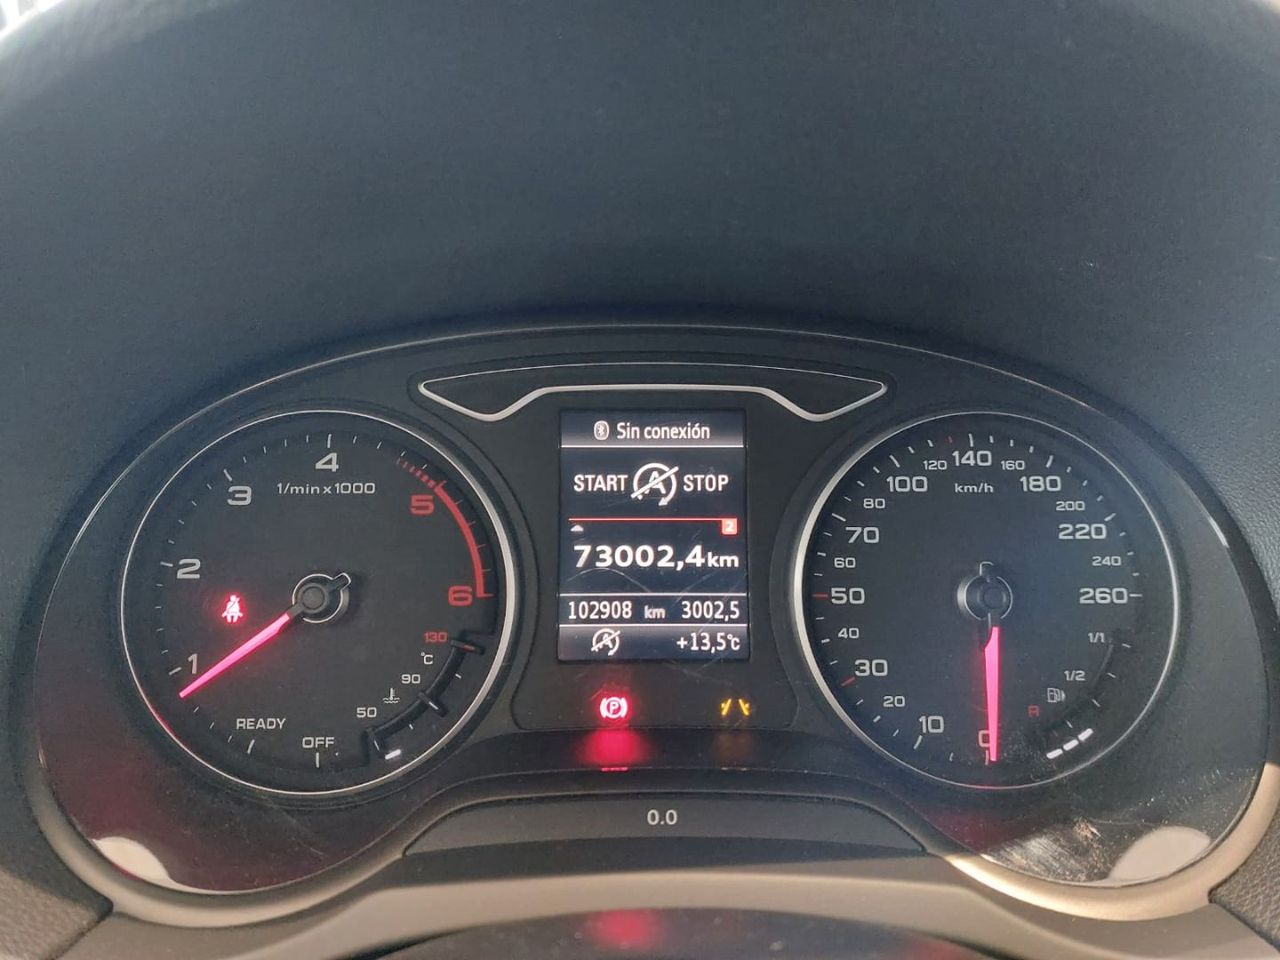 Sin conexión
START A STOP
2
73002,4 km
102908 km 3002,5
A +13,5°C
P
0.0
OFF
READY
1
2
3
4
5
6
1/min x 1000
130
°C
90
50
0
10
20
30
40
50
60
70
80
100
120
140
160
180
200
220
240
260
km/h
1/1
1/2
R